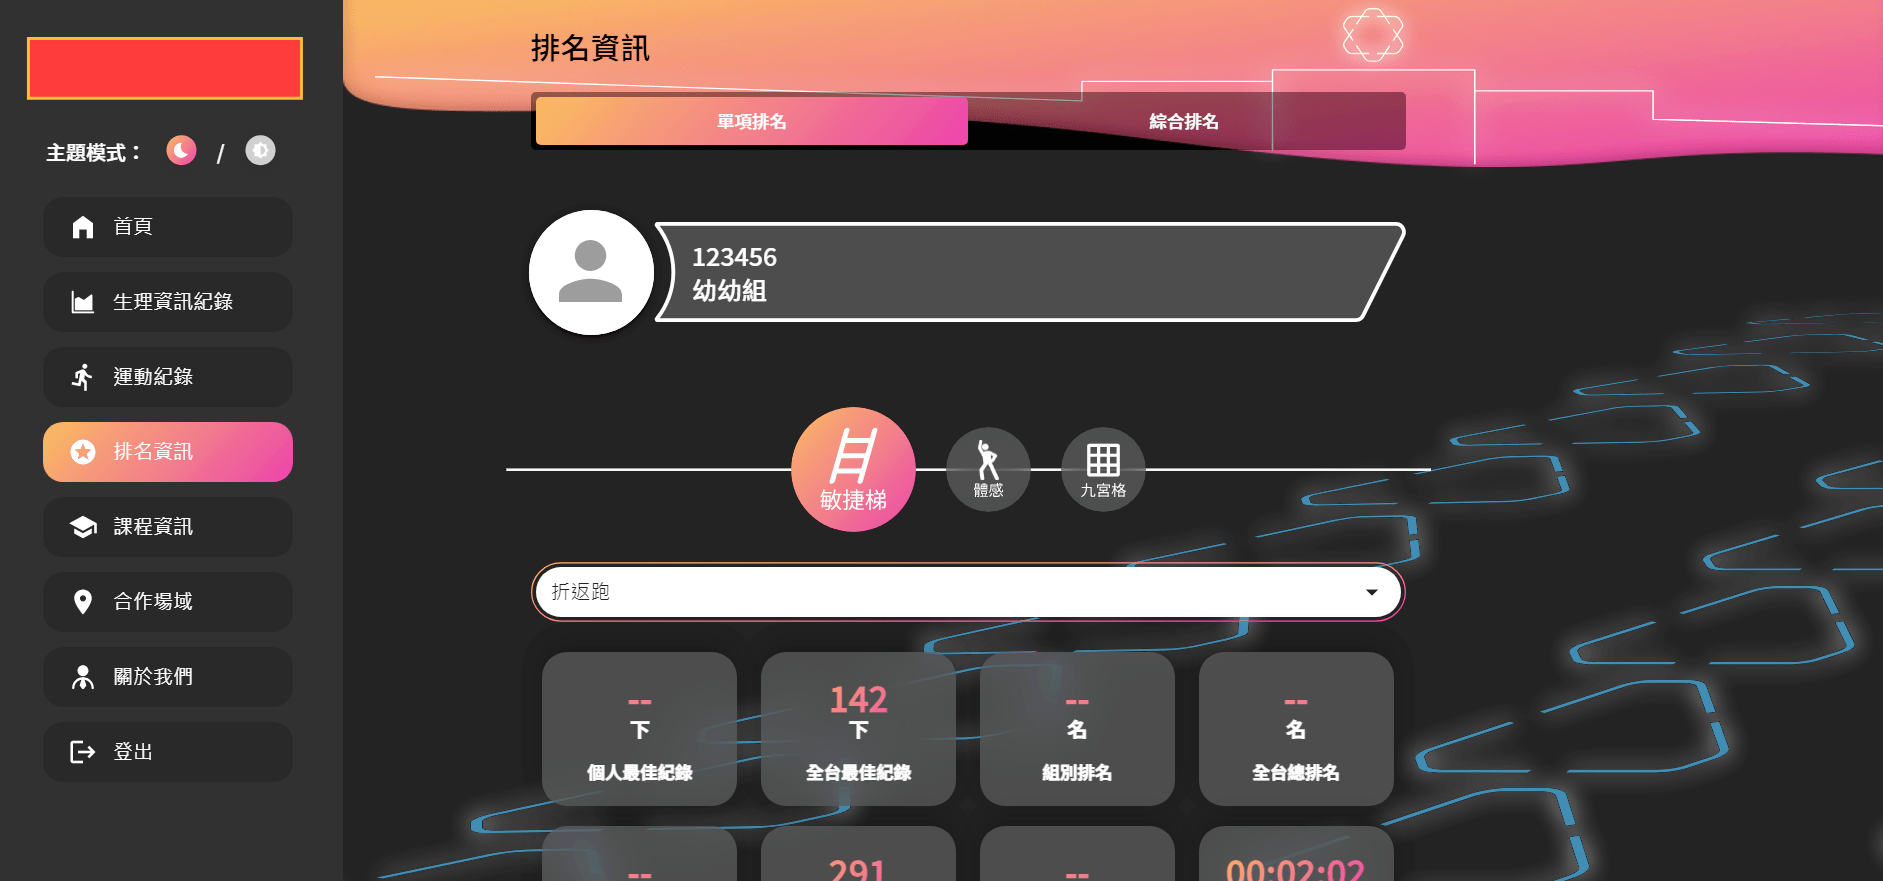 主題模式： /
首頁
生理資訊紀錄
運動紀錄
排名資訊
課程資訊
合作場域
關於我們
登出
排名資訊
單項排名 綜合排名
123456
幼幼組
敏捷梯 體感 九宮格
折返跑
-- 142 -- --
下 下 名 名
個人最佳紀錄 全台最佳紀錄 組別排名 全台總排名
-- 291 -- 00:02:02